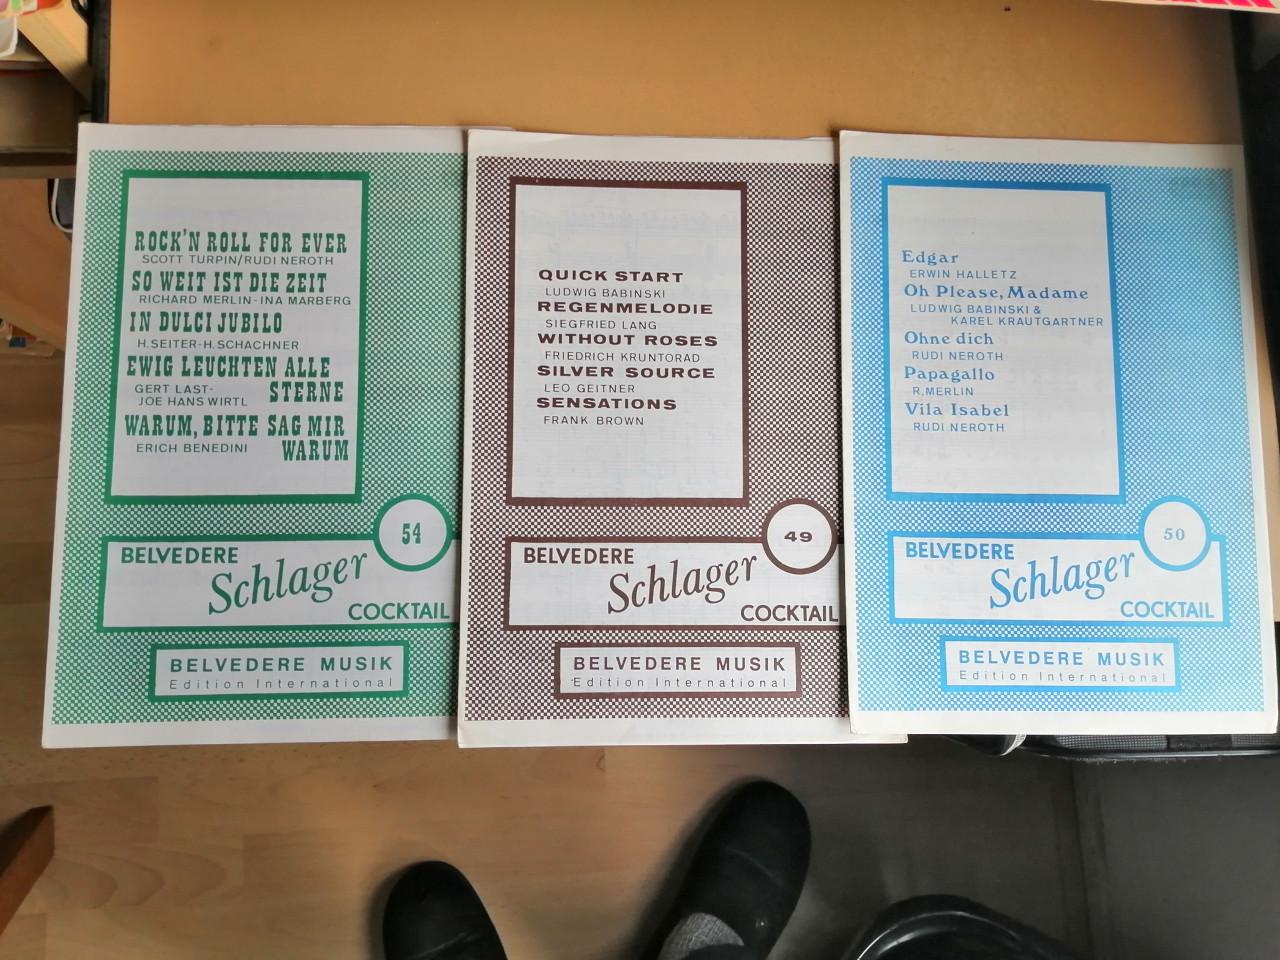 ROCK'N ROLL FOR EVER
SCOTT TURPIN/RUDI NEROTH
SO WEIT IST DIE ZEIT
RICHARD MERLIN-INA MARBERG
IN DULCI JUBILO
H.SEITER-H.SCHACHNER
EWIG LEUCHTEN ALLE
STERNE
GERT LAST-
JOE HANS WIRTL
WARUM, BITTE SAG MIR
WARUM
ERICH BENEDINI
54
BELVEDERE
Schlager
COCKTAIL
BELVEDERE MUSIK
Edition International
QUICK START
LUDWIG BABINSKI
REGENMELODIE
SIEGFRIED LANG
WITHOUT ROSES
FRIEDRICH KRUNTORAD
SILVER SOURCE
LEO GEITNER
SENSATIONS
FRANK BROWN
49
BELVEDERE
Schlager
COCKTAIL
BELVEDERE MUSIK
Edition International
Edgar
ERWIN HALLETZ
Oh Please, Madame
LUDWIG BABINSKI &
KAREL KRAUTGARTNER
Ohne dich
RUDI NEROTH
Papagallo
R.MERLIN
Vila Isabel
RUDI NEROTH
50
BELVEDERE
Schlager
COCKTAIL
BELVEDERE MUSIK
Edition International